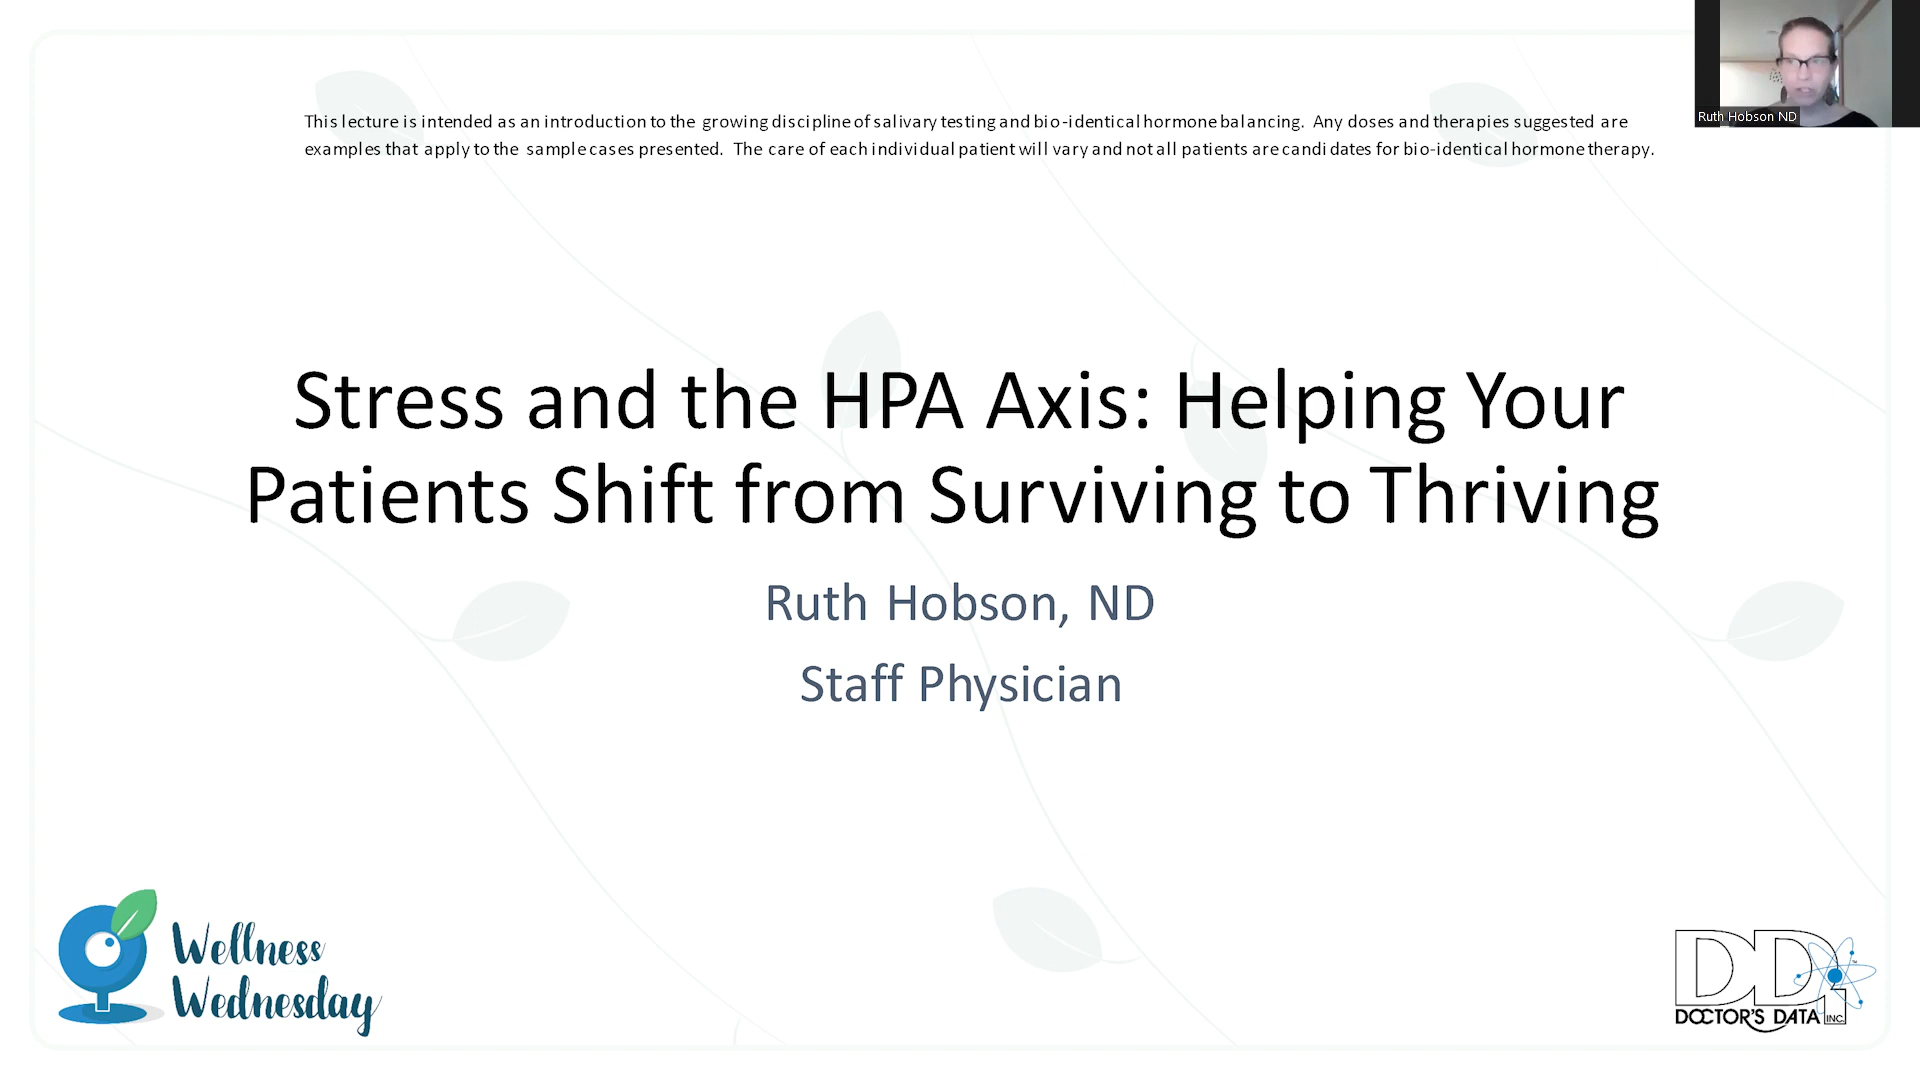 This lecture is intended as an introduction to the growing discipline of salivary testing and bio-identical hormone balancing. Any doses and therapies suggested are
examples that apply to the sample cases presented. The care of each individual patient will vary and not all patients are candidates for bio-identical hormone therapy.
Ruth Hobson ND
Stress and the HPA Axis: Helping Your
Patients Shift from Surviving to Thriving
Ruth Hobson, ND
Staff Physician
Wellness
Wednesday
DDI
DOCTOR'S DATA INC.